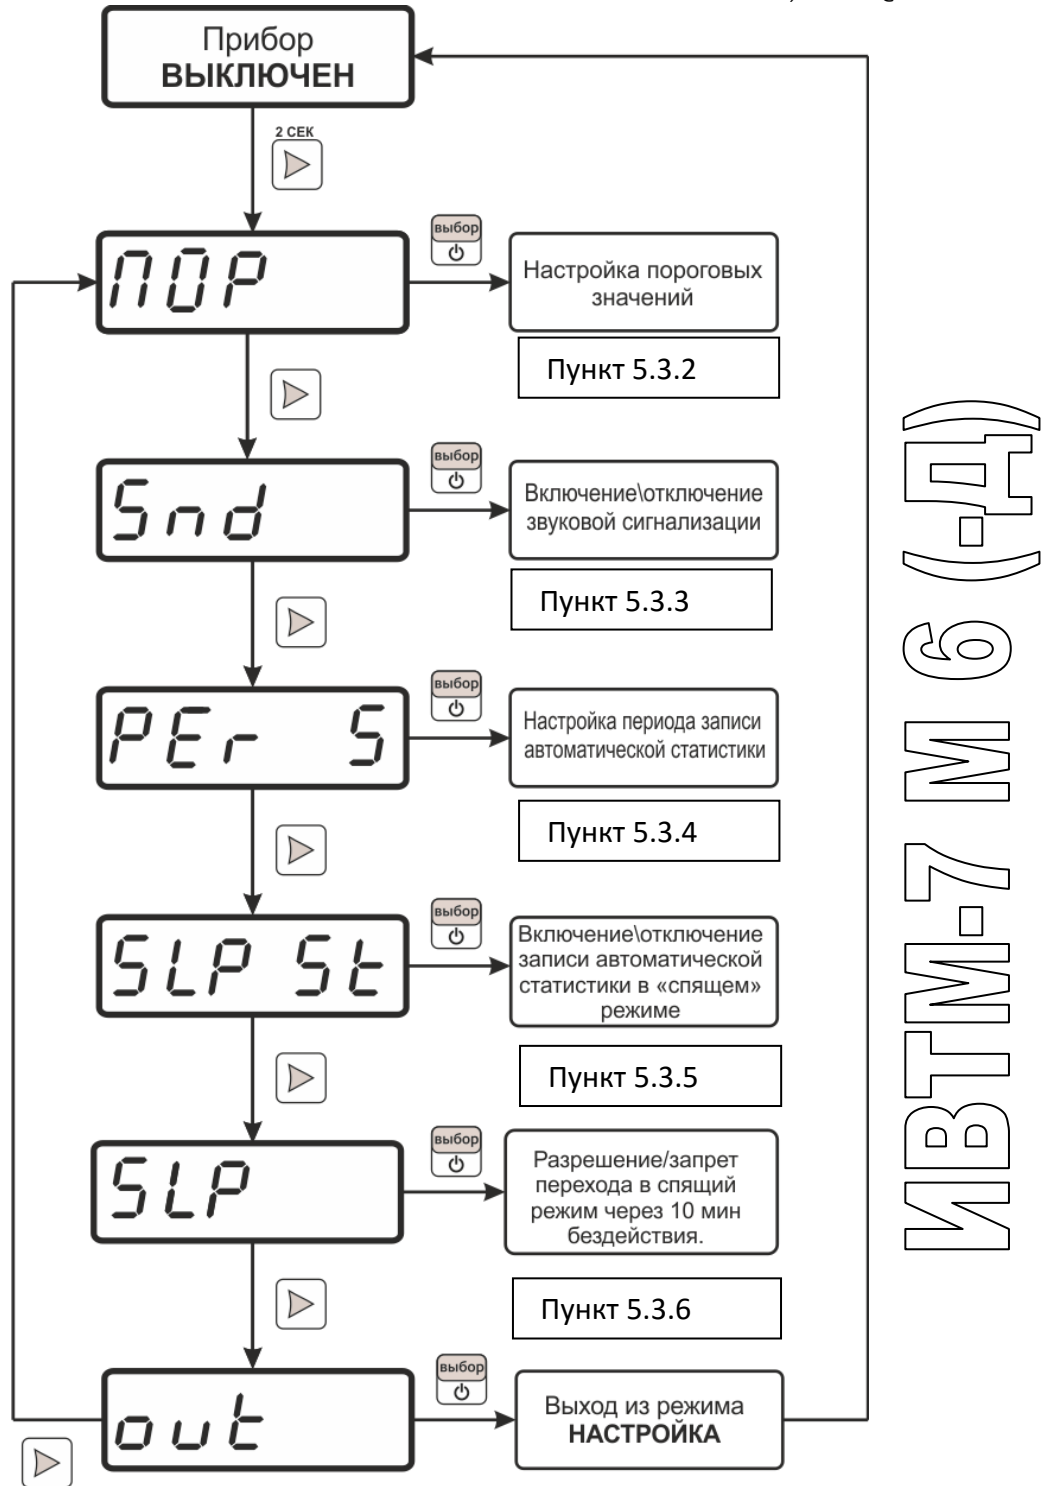 Прибор
ВЫКЛЮЧЕН
2 СЕК
ПОР
выбор
Настройка пороговых
значений
Пункт 5.3.2
Snd
выбор
Включение\отключение
звуковой сигнализации
Пункт 5.3.3
PEr S
выбор
Настройка периода записи
автоматической статистики
Пункт 5.3.4
SLP St
выбор
Включение\отключение
записи автоматической
статистики в «спящем»
режиме
Пункт 5.3.5
SLP
выбор
Разрешение/запрет
перехода в спящий
режим через 10 мин
бездействия.
Пункт 5.3.6
out
выбор
Выход из режима
НАСТРОЙКА
ИВТМ-7 М 6 (-Д)